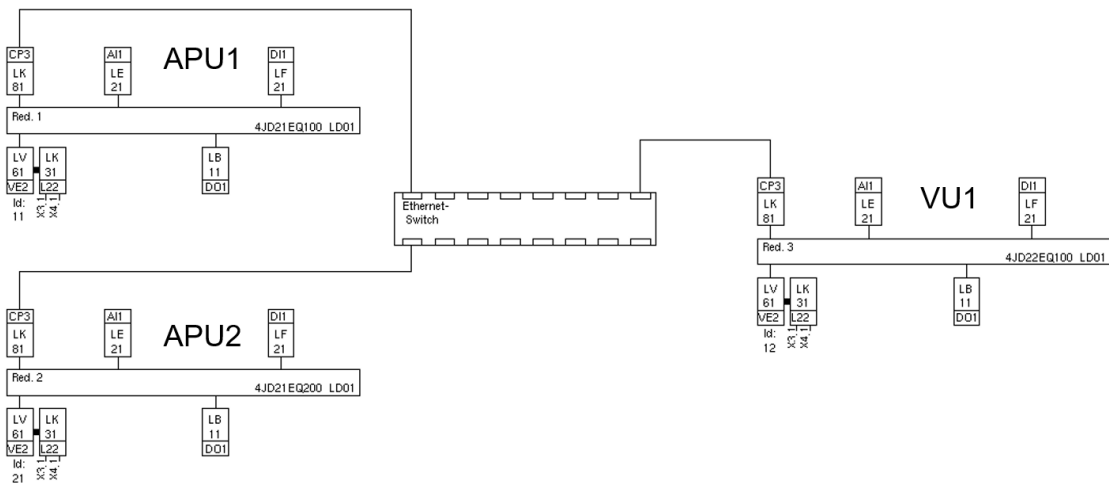 CP3
LK
81
AI1
LE
21
APU1
DI1
LF
21
Red. 1
4JD21EQ100 LD01
LV
61
VE2
LK
31
L22
LB
11
DO1
Id:
11
X3.1
X4.1
Ethernet-
Switch
CP3
LK
81
AI1
LE
21
VU1
DI1
LF
21
Red. 3
4JD22EQ100 LD01
LV
61
VE2
LK
31
L22
LB
11
DO1
Id:
12
X3.1
X4.1
CP3
LK
81
AI1
LE
21
APU2
DI1
LF
21
Red. 2
4JD21EQ200 LD01
LV
61
VE2
LK
31
L22
LB
11
DO1
Id:
21
X3.1
X4.1